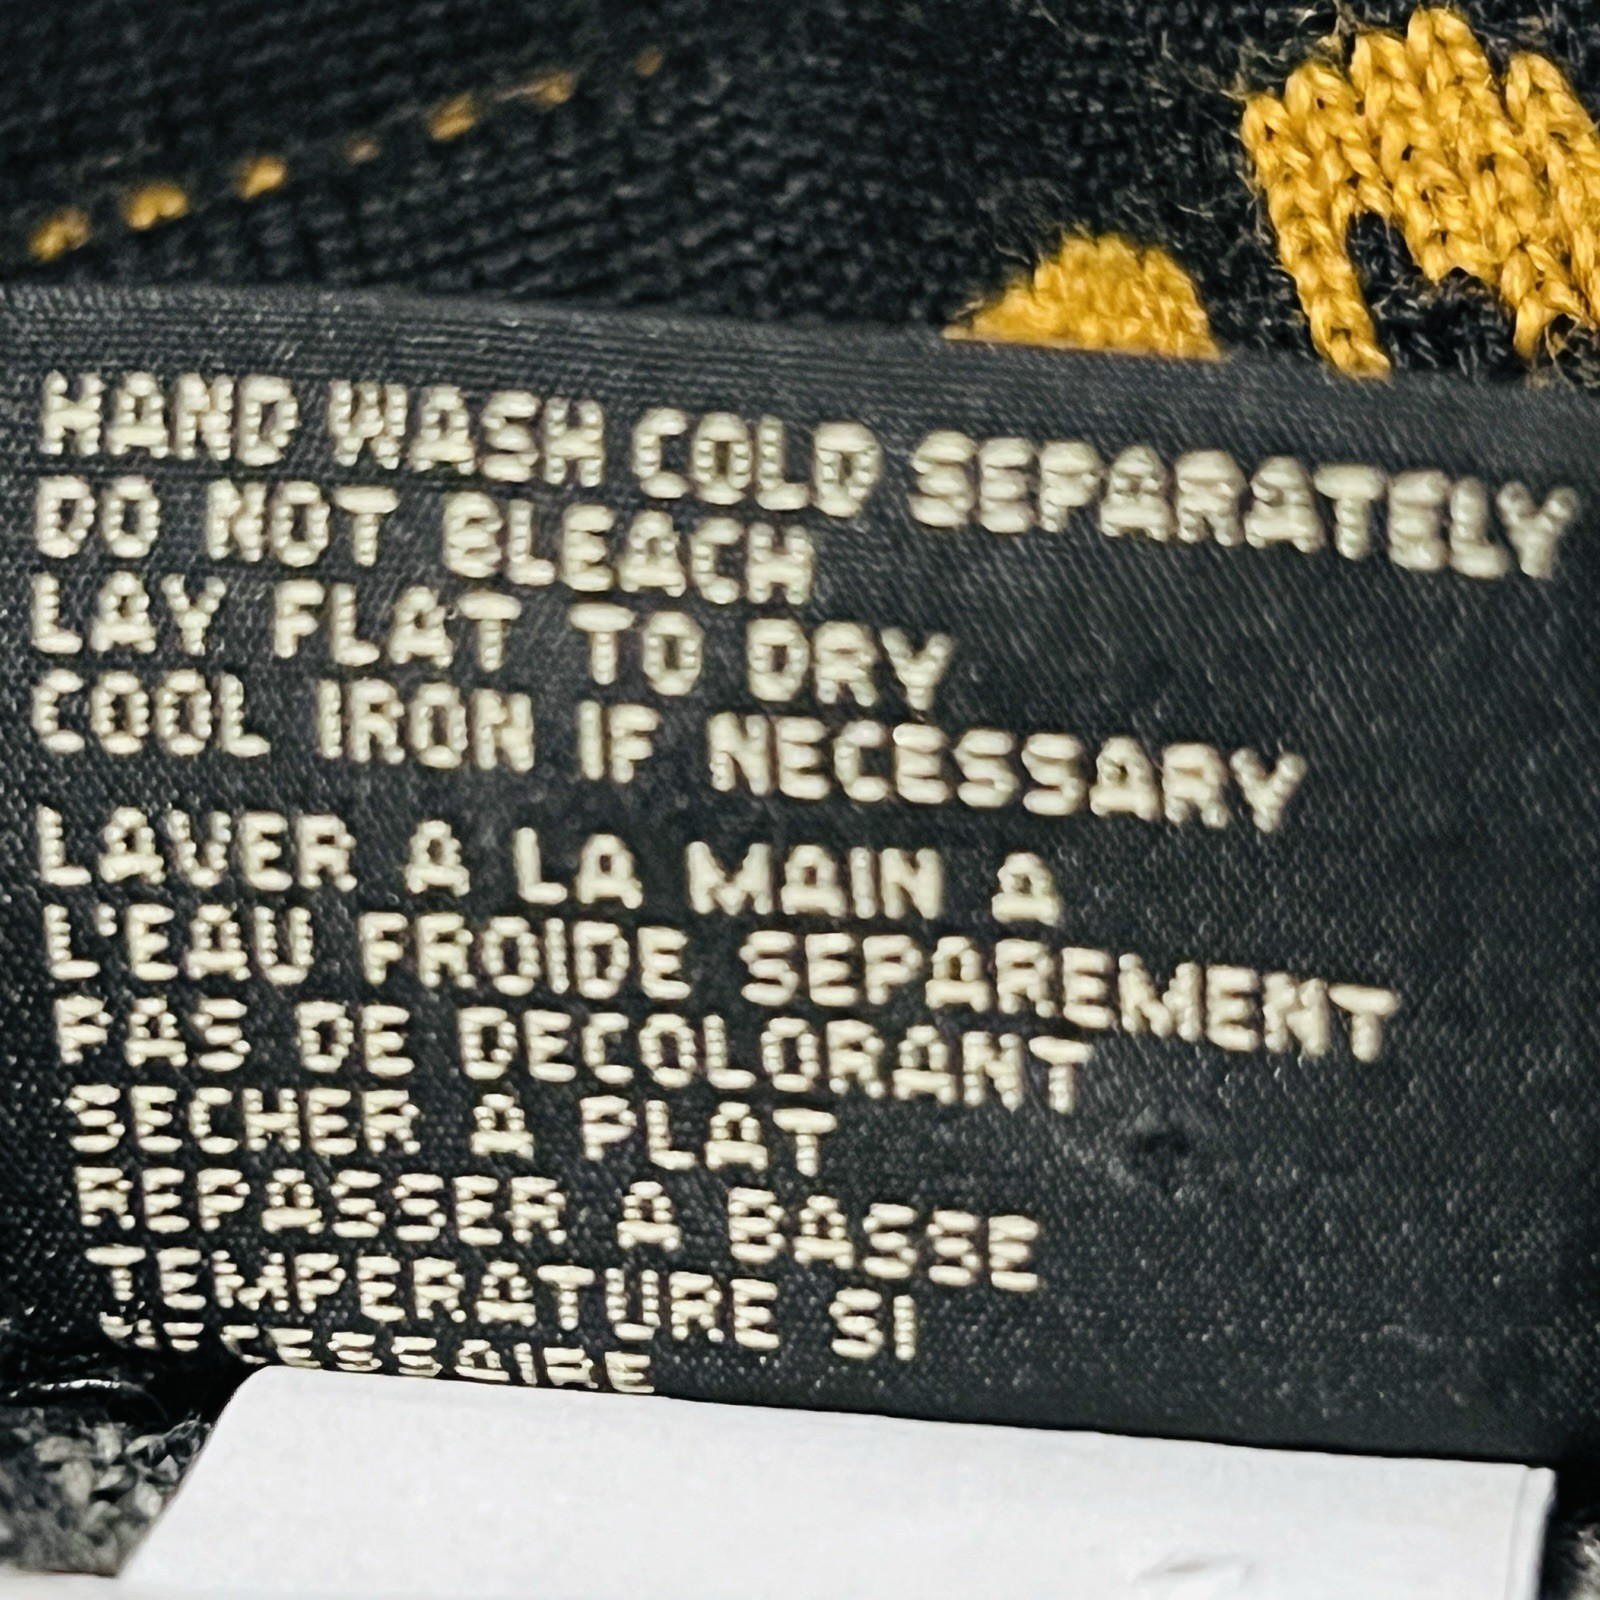 HAND WASH COLD SEPARATELY
DO NOT BLEACH
LAY FLAT TO DRY
COOL IRON IF NECESSARY
LAVER A LA MAIN A
L'EAU FROIDE SEPAREMENT
PAS DE DECOLORANT
SECHER A PLAT
REPASSER A BASSE
TEMPERATURE SI
NECESSAIRE